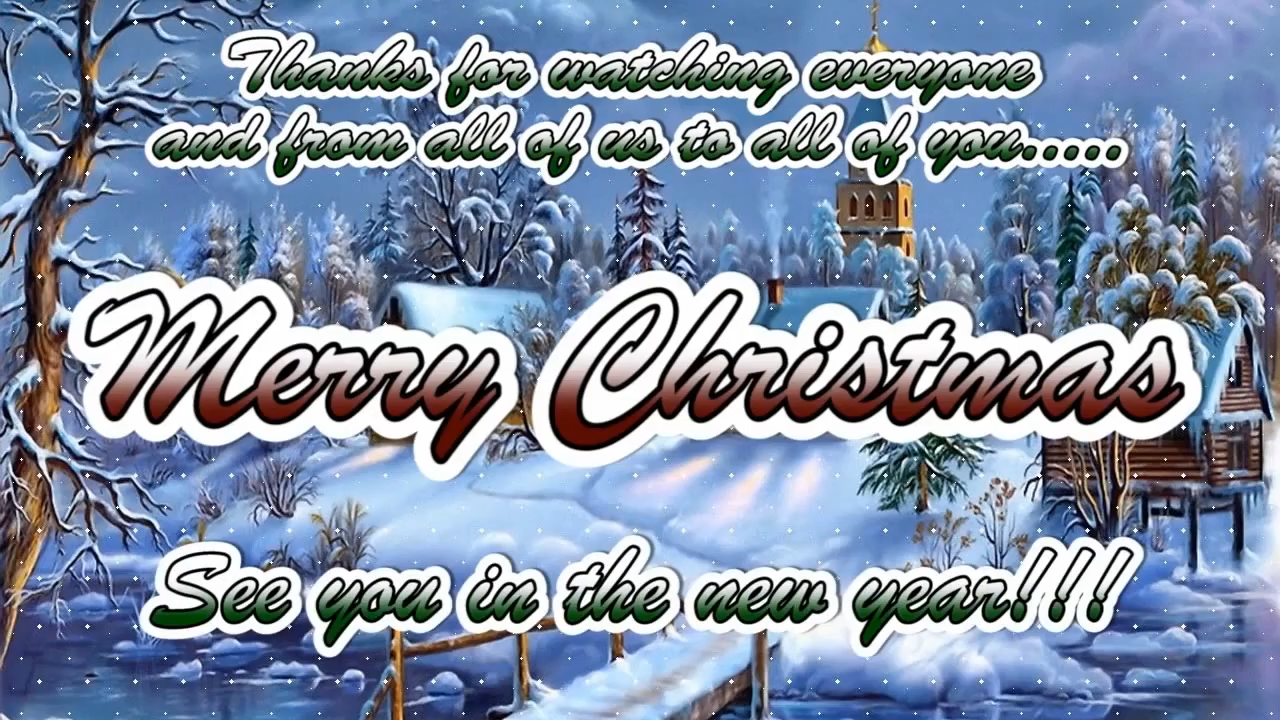 Thanks for watching everyone
and from all of us to all of you.....
Merry Christmas
See you in the new year!!!